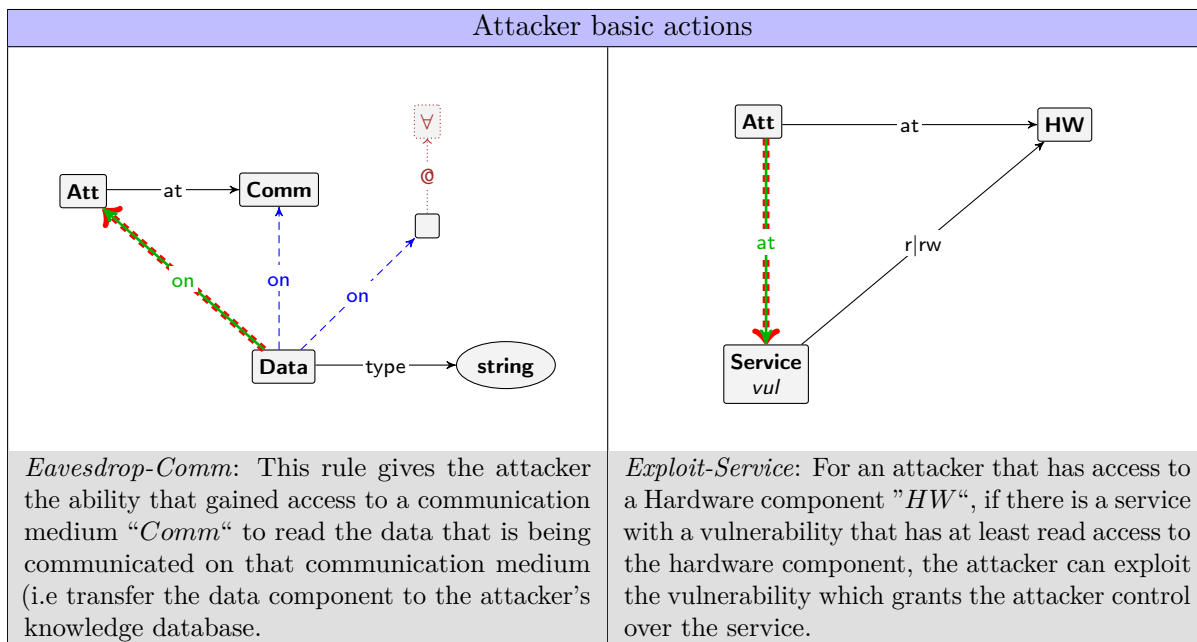 Attacker basic actions
∀
@
Att
at
Comm
on
on
on
Data
type
string
Att
at
HW
at
r|rw
Service
vul
Eavesdrop-Comm: This rule gives the attacker
the ability that gained access to a communication
medium “Comm“ to read the data that is being
communicated on that communication medium
(i.e transfer the data component to the attacker’s
knowledge database.
Exploit-Service: For an attacker that has access to
a Hardware component ”HW“, if there is a service
with a vulnerability that has at least read access to
the hardware component, the attacker can exploit
the vulnerability which grants the attacker control
over the service.